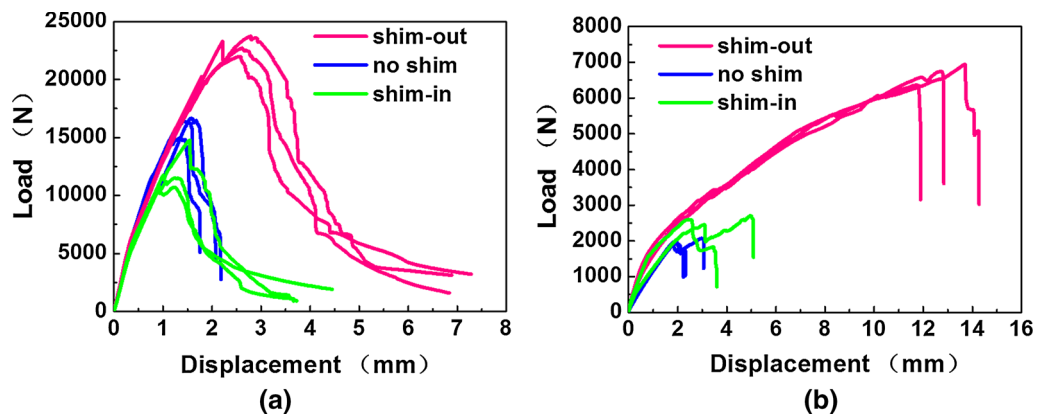 (a)
25000
20000
15000
10000
5000
0
Load （N）
shim-out
no shim
shim-in
0 1 2 3 4 5 6 7 8
Displacement （mm）
(a)
(b)
8000
7000
6000
5000
4000
3000
2000
1000
0
Load （N）
shim-out
no shim
shim-in
0 2 4 6 8 10 12 14 16
Displacement （mm）
(b)